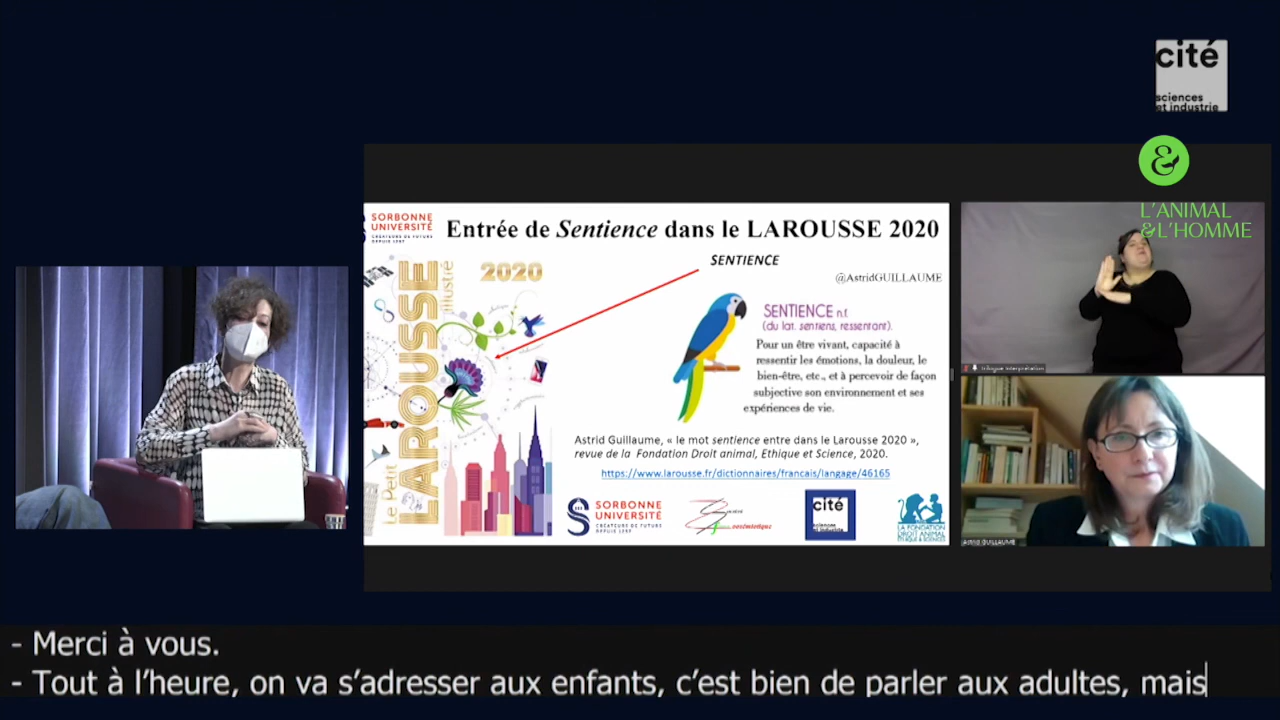 cité
sciences
et industrie
&
L'ANIMAL
&L'HOMME
SORBONNE
UNIVERSITÉ
CRÉATEURS DE FUTURS
DEPUIS 1257
Entrée de Sentience dans le LAROUSSE 2020
SENTIENCE
@AstridGUILLAUME
2020
Le Petit
LAROUSSE
illustré
SENTIENCE n.f.
(du lat. sentiens, ressentant).
Pour un être vivant, capacité à
ressentir les émotions, la douleur, le
bien-être, etc., et à percevoir de façon
subjective son environnement et ses
expériences de vie.
Astrid Guillaume, « le mot sentience entre dans le Larousse 2020 »,
revue de la Fondation Droit animal, Ethique et Science, 2020.
https://www.larousse.fr/dictionnaires/francais/langage/46165
SORBONNE
UNIVERSITÉ
CRÉATEURS DE FUTURS
DEPUIS 1257
cité
sciences
et industrie
LA FONDATION
DROIT ANIMAL
ÉTHIQUE & SCIENCES
Trilogue Interprétation
Astrid GUILLAUME
- Merci à vous.
- Tout à l'heure, on va s'adresser aux enfants, c'est bien de parler aux adultes, mais